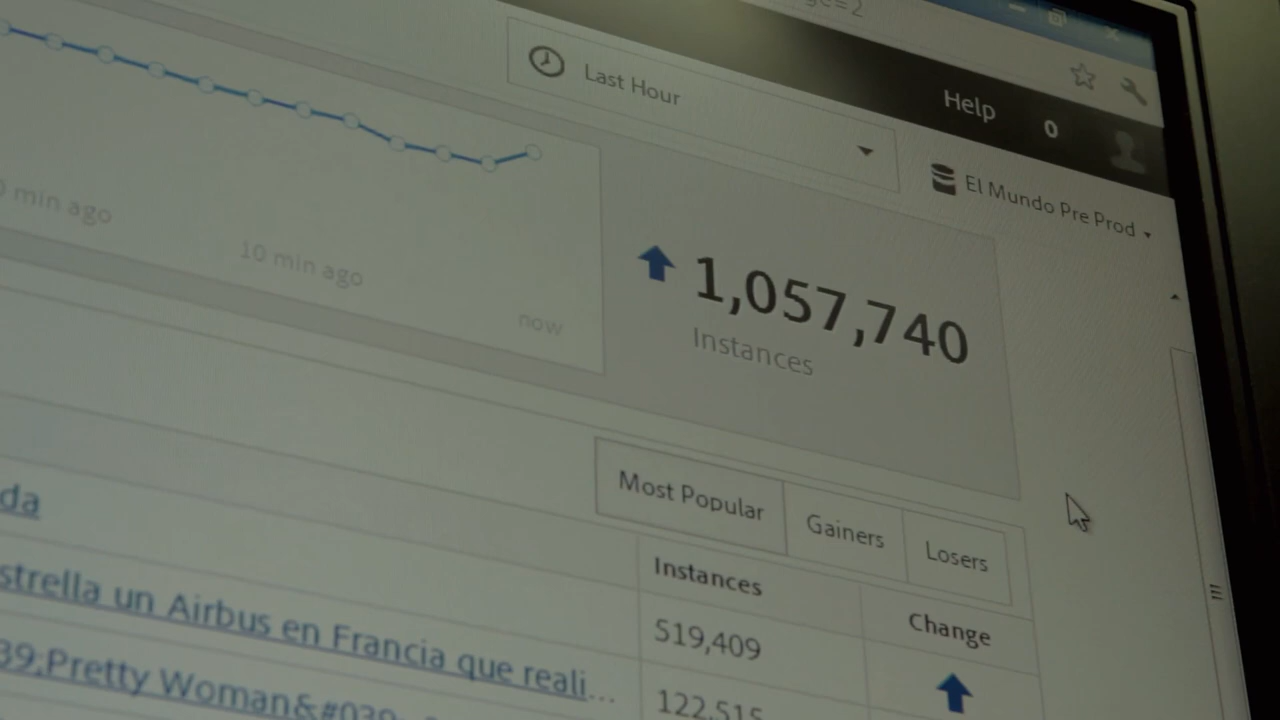 =2
Last Hour
Help 0
El Mundo Pre Prod
min ago
10 min ago
now
1,057,740
Instances
Most Popular Gainers Losers
Instances Change
da
519,409
strella un Airbus en Francia que reali...
122,515
39;Pretty Woman&#039;